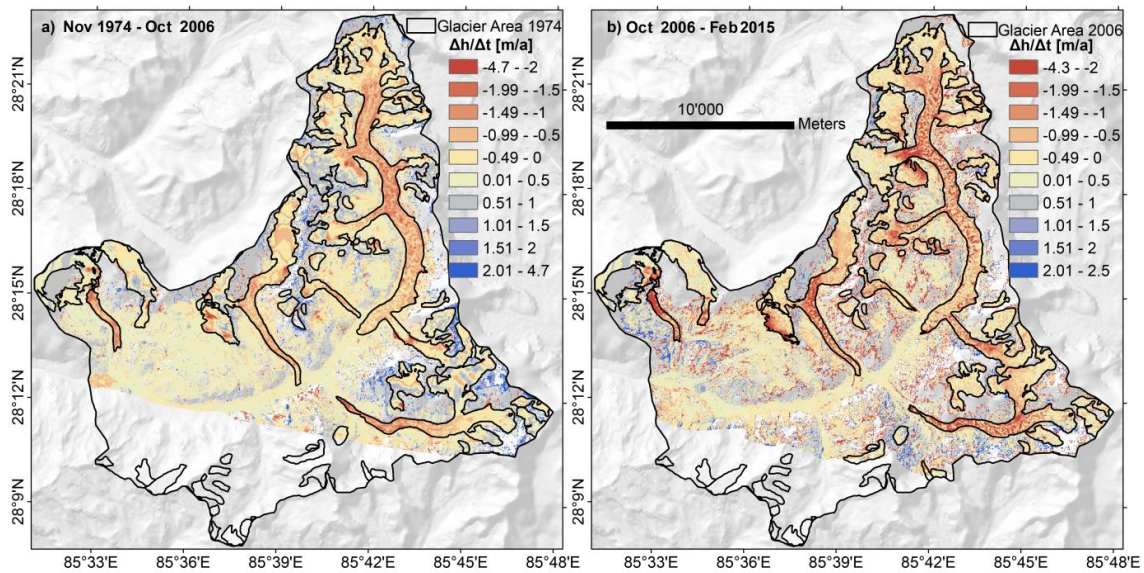 a) Nov 1974 - Oct 2006
Glacier Area 1974
Δh/Δt [m/a]
-4.7 - -2
-1.99 - -1.5
-1.49 - -1
-0.99 - -0.5
-0.49 - 0
0.01 - 0.5
0.51 - 1
1.01 - 1.5
1.51 - 2
2.01 - 4.7
28°21'N
28°18'N
28°15'N
28°12'N
28°9'N
85°33'E
85°36'E
85°39'E
85°42'E
85°45'E
85°48'E
b) Oct 2006 - Feb 2015
Glacier Area 2006
Δh/Δt [m/a]
-4.3 - -2
-1.99 - -1.5
-1.49 - -1
-0.99 - -0.5
-0.49 - 0
0.01 - 0.5
0.51 - 1
1.01 - 1.5
1.51 - 2
2.01 - 2.5
10'000
Meters
28°21'N
28°18'N
28°15'N
28°12'N
28°9'N
85°33'E
85°36'E
85°39'E
85°42'E
85°45'E
85°48'E